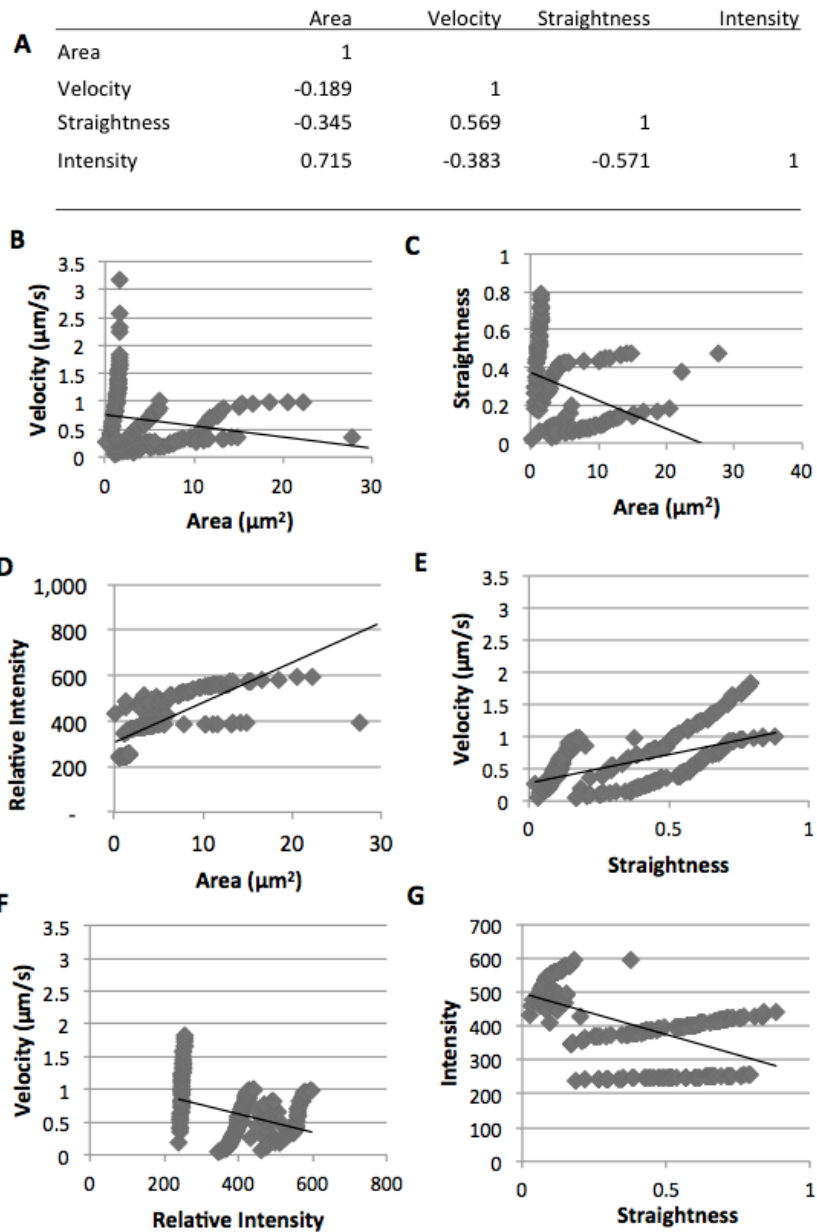 Area Velocity Straightness Intensity
A
Area 1
Velocity -0.189 1
Straightness -0.345 0.569 1
Intensity 0.715 -0.383 -0.571 1
B
Velocity (µm/s)
3.5
3
2.5
2
1.5
1
0.5
0
0 10 20 30
Area (µm²)
C
Straightness
1
0.8
0.6
0.4
0.2
0
0 10 20 30 40
Area (µm²)
D
Relative Intensity
1,000
800
600
400
200
-
0 10 20 30
Area (µm²)
E
Velocity (µm/s)
3.5
3
2.5
2
1.5
1
0.5
0
0 0.5 1
Straightness
F
Velocity (µm/s)
3.5
3
2.5
2
1.5
1
0.5
0
0 200 400 600 800
Relative Intensity
G
Intensity
700
600
500
400
300
200
100
0
0 0.5 1
Straightness